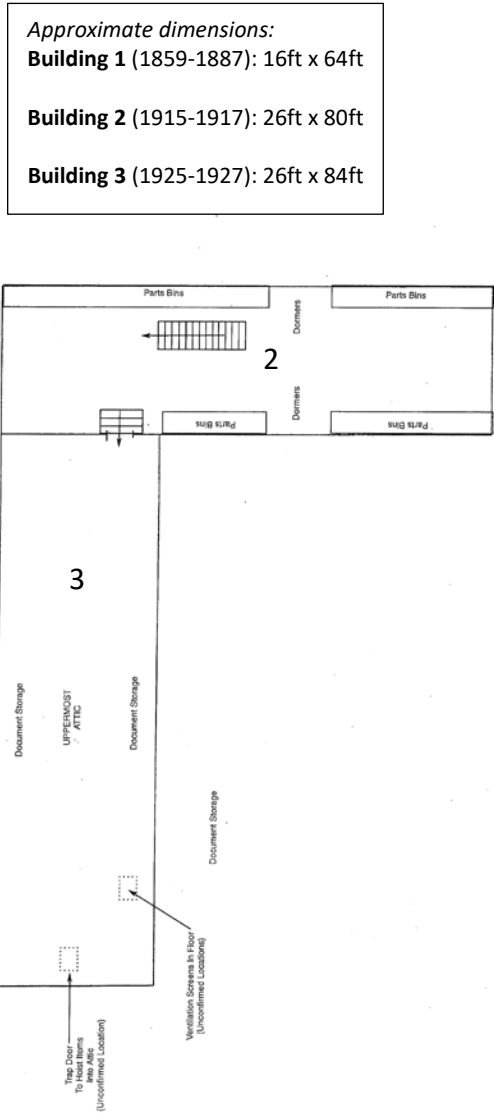 Approximate dimensions:
Building 1 (1859-1887): 16ft x 64ft
Building 2 (1915-1917): 26ft x 80ft
Building 3 (1925-1927): 26ft x 84ft
Parts Bins
Parts Bins
Dormers
2
Dormers
Parts Bins
Parts Bins
3
Document Storage
UPPERMOST
ATTIC
Document Storage
Document Storage
Ventilation Screens In Floor
(Unconfirmed Locations)
Trap Door
To Hoist Items
Into Attic
(Unconfirmed Location)